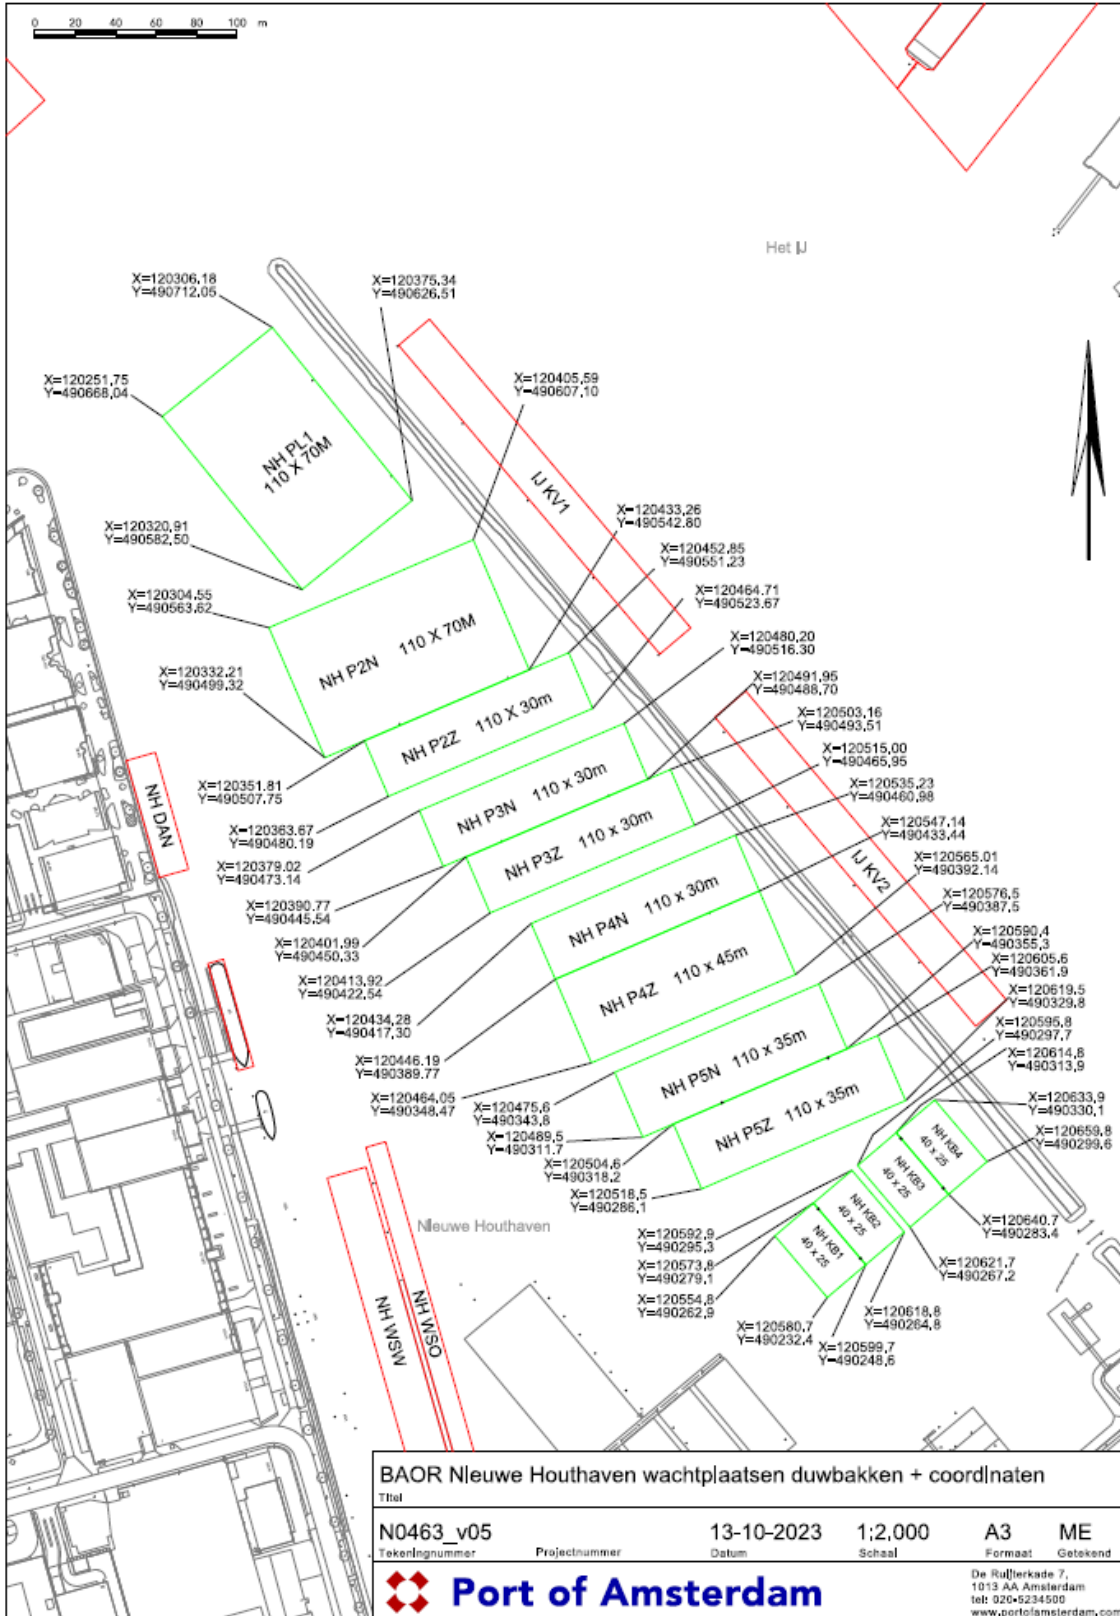 0 20 40 60 80 100 m
Het IJ
X=120306.18
Y=490712.05
X=120375.34
Y=490626.51
X=120251.75
Y=490668.04
X=120405.59
Y=490607.10
NH PL1
110 X 70M
IJ KV1
X=120433.26
Y=490542.80
X=120320.91
Y=490582.50
X=120452.85
Y=490551.23
X=120304.55
Y=490563.62
X=120464.71
Y=490523.67
NH P2N 110 X 70M
X=120480.20
Y=490516.30
X=120332.21
Y=490499.32
X=120491.95
Y=490488.70
NH P2Z 110 X 30m
X=120503.16
Y=490493.51
X=120351.81
Y=490507.75
X=120515.00
Y=490465.95
NH DAN
NH P3N 110 x 30m
X=120535.23
Y=490460.98
X=120363.67
Y=490480.19
NH P3Z 110 x 30m
X=120547.14
Y=490433.44
X=120379.02
Y=490473.14
IJ KV2
X=120565.01
Y=490392.14
X=120390.77
Y=490445.54
NH P4N 110 x 30m
X=120576.5
Y=490387.5
X=120401.99
Y=490450.33
X=120590.4
Y=490355.3
X=120413.92
Y=490422.54
NH P4Z 110 x 45m
X=120605.6
Y=490361.9
X=120434.28
Y=490417.30
X=120619.5
Y=490329.8
X=120446.19
Y=490389.77
X=120595.8
Y=490297.7
NH P5N 110 x 35m
X=120614.8
Y=490313.9
X=120464.05
Y=490348.47
X=120475.6
Y=490343.8
NH P5Z 110 x 35m
X=120633.9
Y=490330.1
X=120489.5
Y=490311.7
X=120659.8
Y=490299.6
X=120504.6
Y=490318.2
NH KB4
40 x 25
X=120518.5
Y=490286.1
NH KB3
40 x 25
Nieuwe Houthaven
NH KB2
40 x 25
X=120640.7
Y=490283.4
X=120592.9
Y=490295.3
NH KB1
40 x 25
X=120573.8
Y=490279.1
X=120621.7
Y=490267.2
X=120554.8
Y=490262.9
X=120618.8
Y=490264.8
X=120580.7
Y=490232.4
X=120599.7
Y=490248.6
NH WSW
NH WSO
BAOR Nieuwe Houthaven wachtplaatsen duwbakken + coordinaten
Titel
N0463_v05 13-10-2023 1:2,000 A3 ME
Tekeningnummer Projectnummer Datum Schaal Formaat Getekend
Port of Amsterdam
De Ruijterkade 7,
1013 AA Amsterdam
tel: 020-5234500
www.portofamsterdam.com